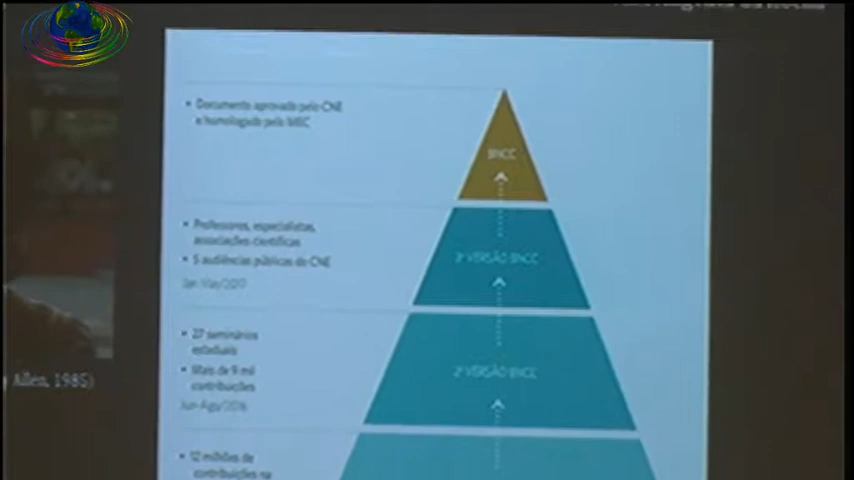 • Documento aprovado pelo CNE
e homologado pelo MEC
BNCC
• Professores, especialistas,
associações científicas
• 5 audiências públicas do CNE
3ª VERSÃO BNCC
• 27 seminários
estaduais
• Mais de 9 mil
contribuições
Jun-Ago/2016
2ª VERSÃO BNCC
Allen, 1985)
• 12 milhões de
contribuições na